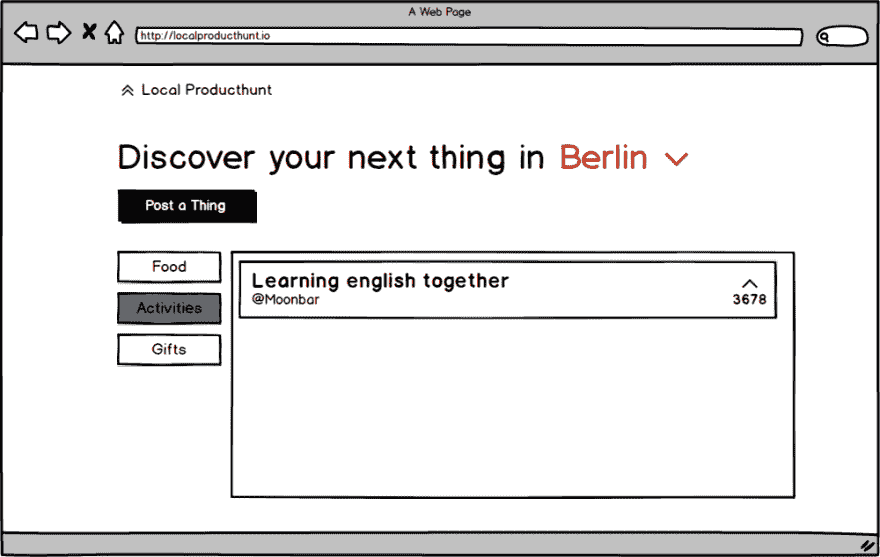 A Web Page
http://localproducthunt.io
Local Producthunt
Discover your next thing in Berlin
Post a Thing
Food
Activities
Gifts
Learning english together
@Moonbar
3678